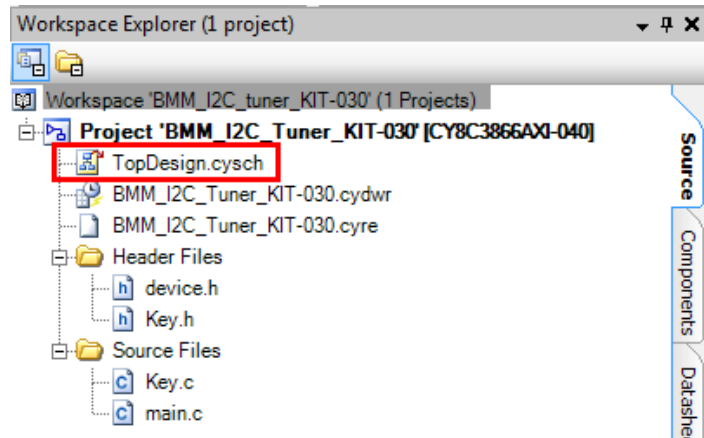 Workspace Explorer (1 project)
Workspace 'BMM_I2C_tuner_KIT-030' (1 Projects)
Project 'BMM_I2C_Tuner_KIT-030' [CY8C3866AXI-040]
TopDesign.cysch
BMM_I2C_Tuner_KIT-030.cydwr
BMM_I2C_Tuner_KIT-030.cyre
Header Files
h device.h
h Key.h
Source Files
c Key.c
c main.c
Source
Components
Datashe